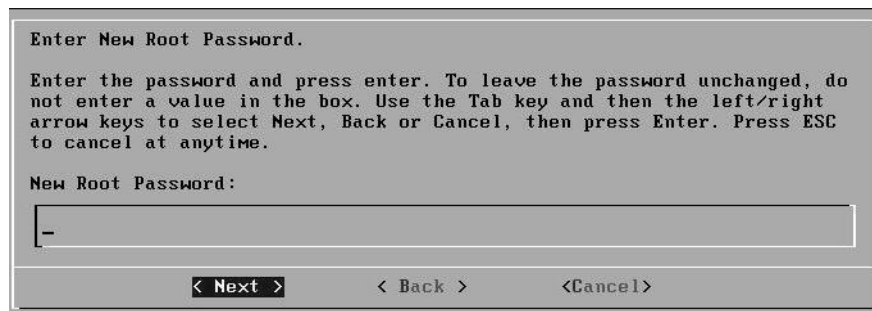 Enter New Root Password.
Enter the password and press enter. To leave the password unchanged, do
not enter a value in the box. Use the Tab key and then the left/right
arrow keys to select Next, Back or Cancel, then press Enter. Press ESC
to cancel at anytime.
New Root Password:
< Next > < Back > <Cancel>